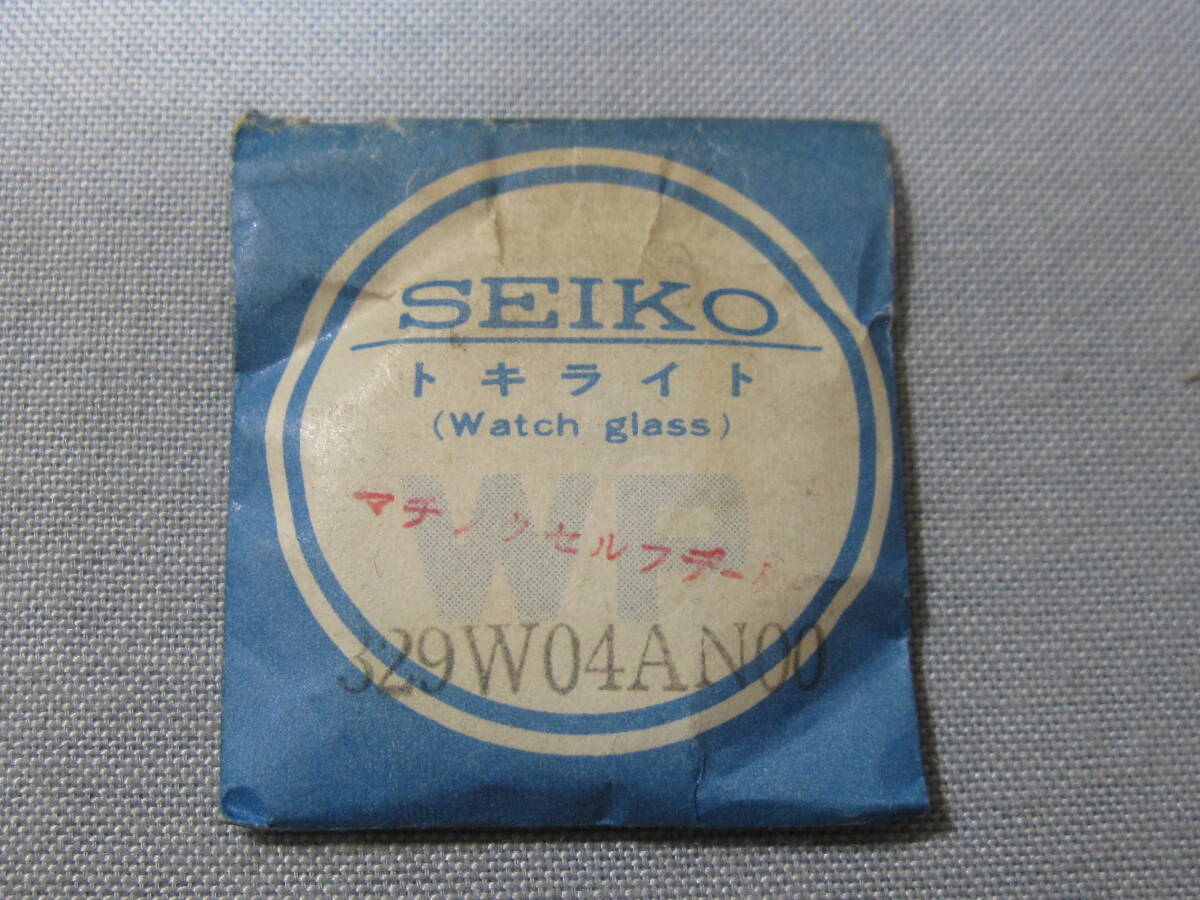 SEIKO
トキライト
(Watch glass)
WP
マチックセルフデー
329W04AN00